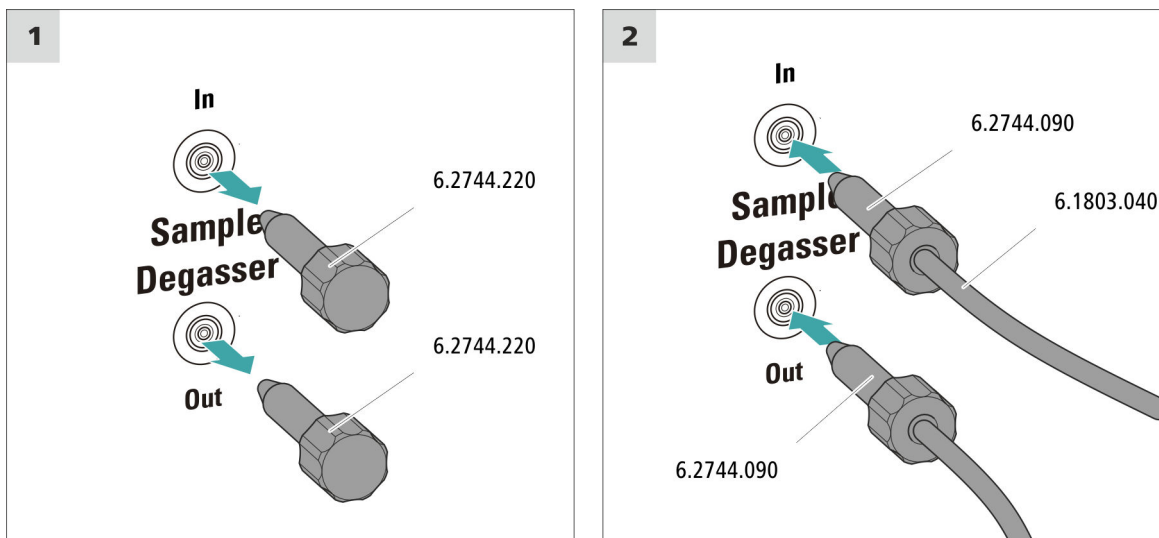 1
In
6.2744.220
Sample
Degasser
6.2744.220
Out
2
In
6.2744.090
6.1803.040
Sample
Degasser
Out
6.2744.090